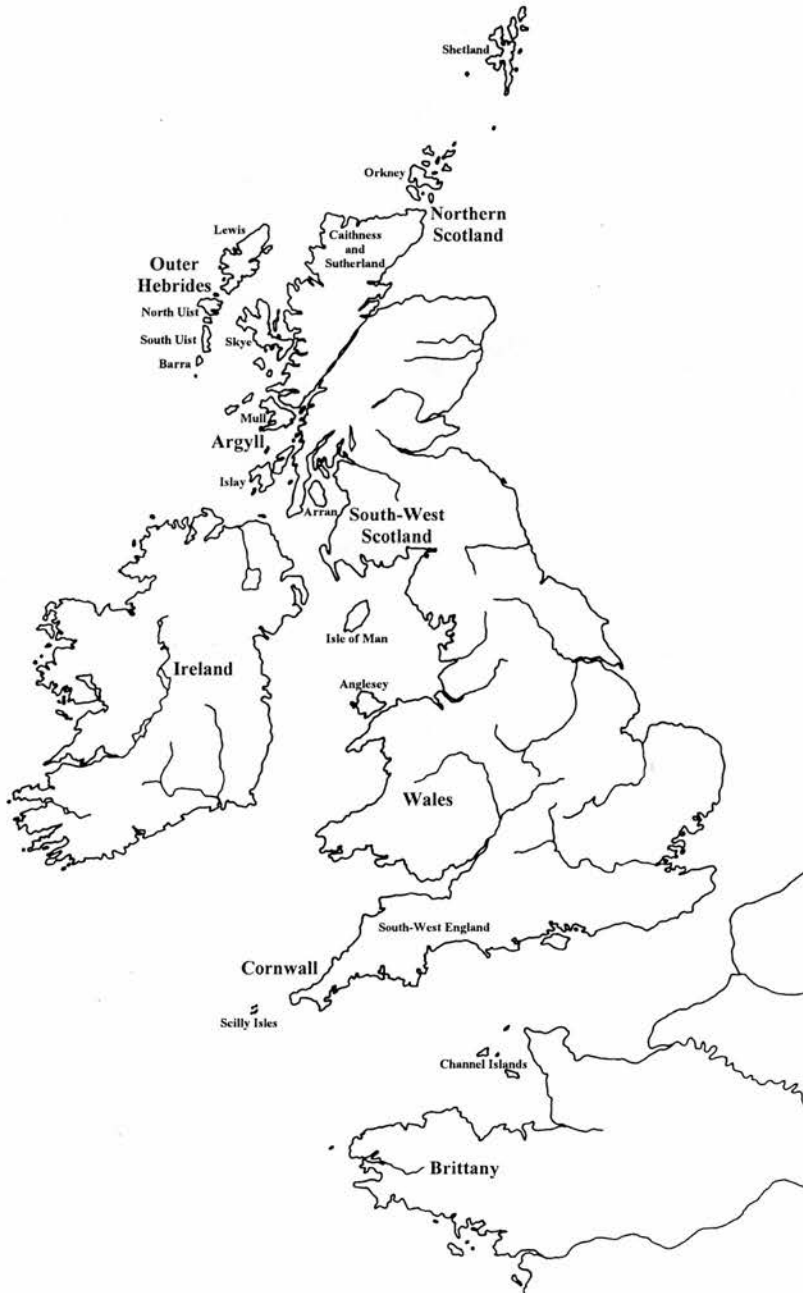 Shetland
Orkney
Northern
Scotland
Lewis
Caithness
and
Sutherland
Outer
Hebrides
North Uist
South Uist
Skye
Barra
Mull
Argyll
Islay
Arran
South-West
Scotland
Isle of Man
Ireland
Anglesey
Wales
South-West England
Cornwall
Scilly Isles
Channel Islands
Brittany